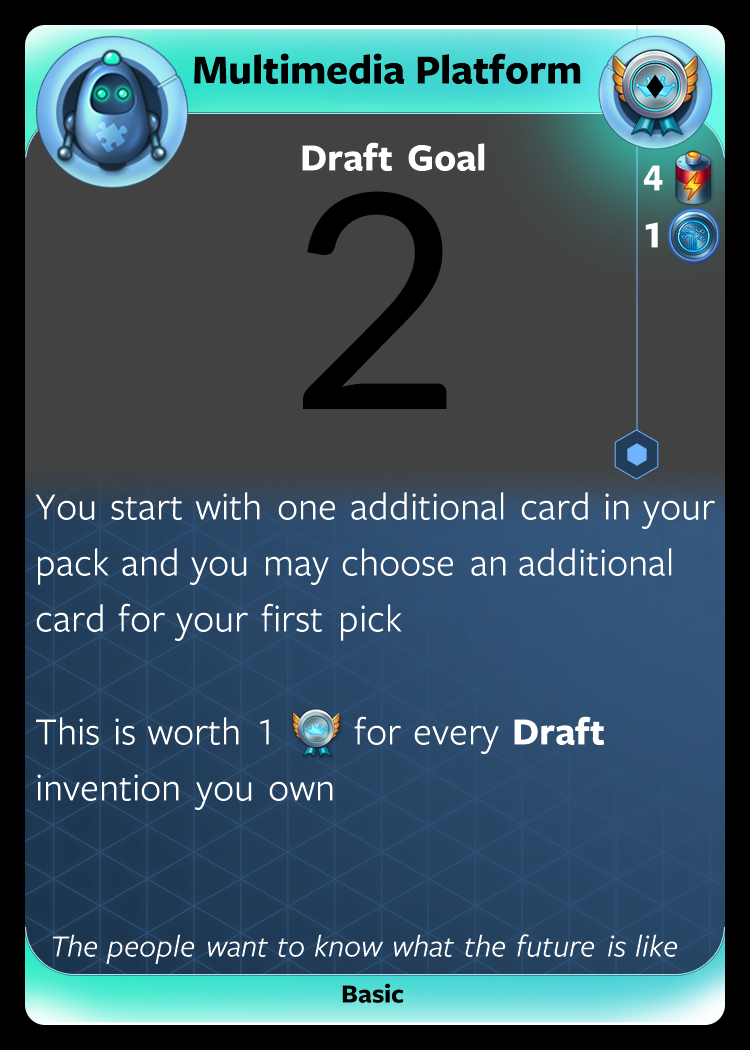 Multimedia Platform
Draft Goal
4
1
2
You start with one additional card in your
pack and you may choose an additional
card for your first pick
This is worth 1 for every Draft
invention you own
The people want to know what the future is like
Basic